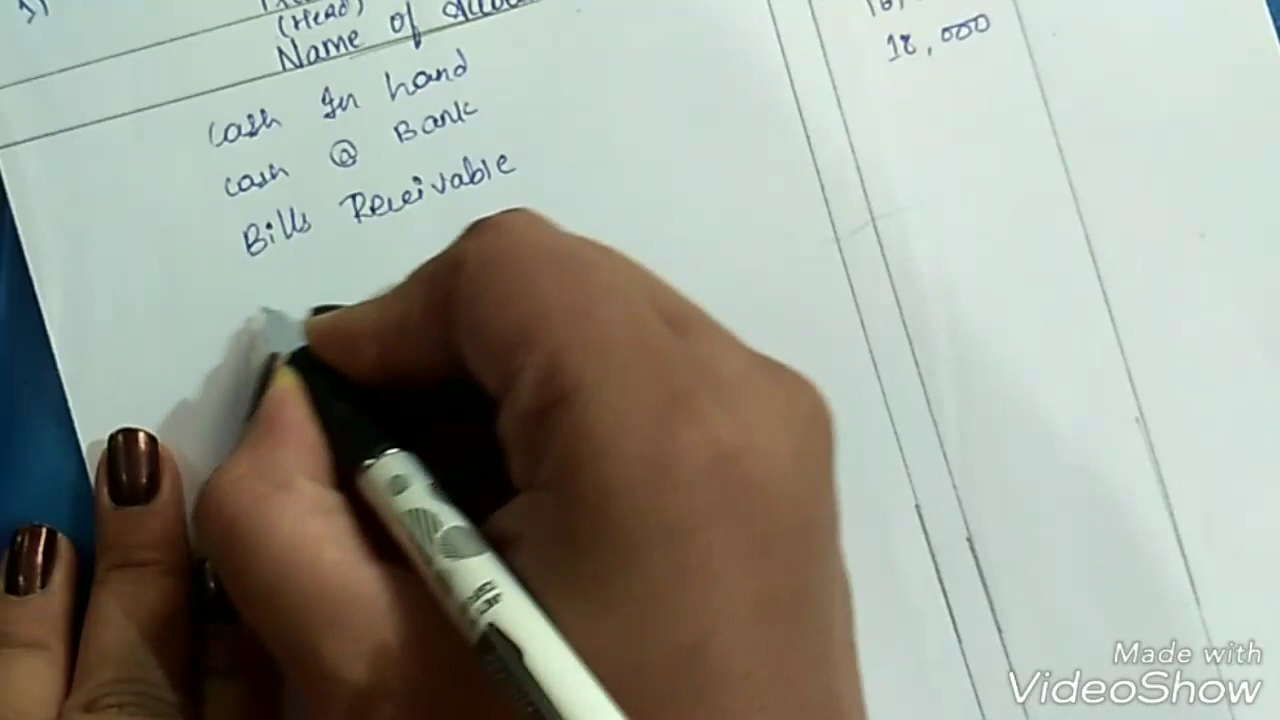 (Head)
Name of
18,000
Cash In hand
Cash @ Bank
Bills Receivable
Made with
VideoShow